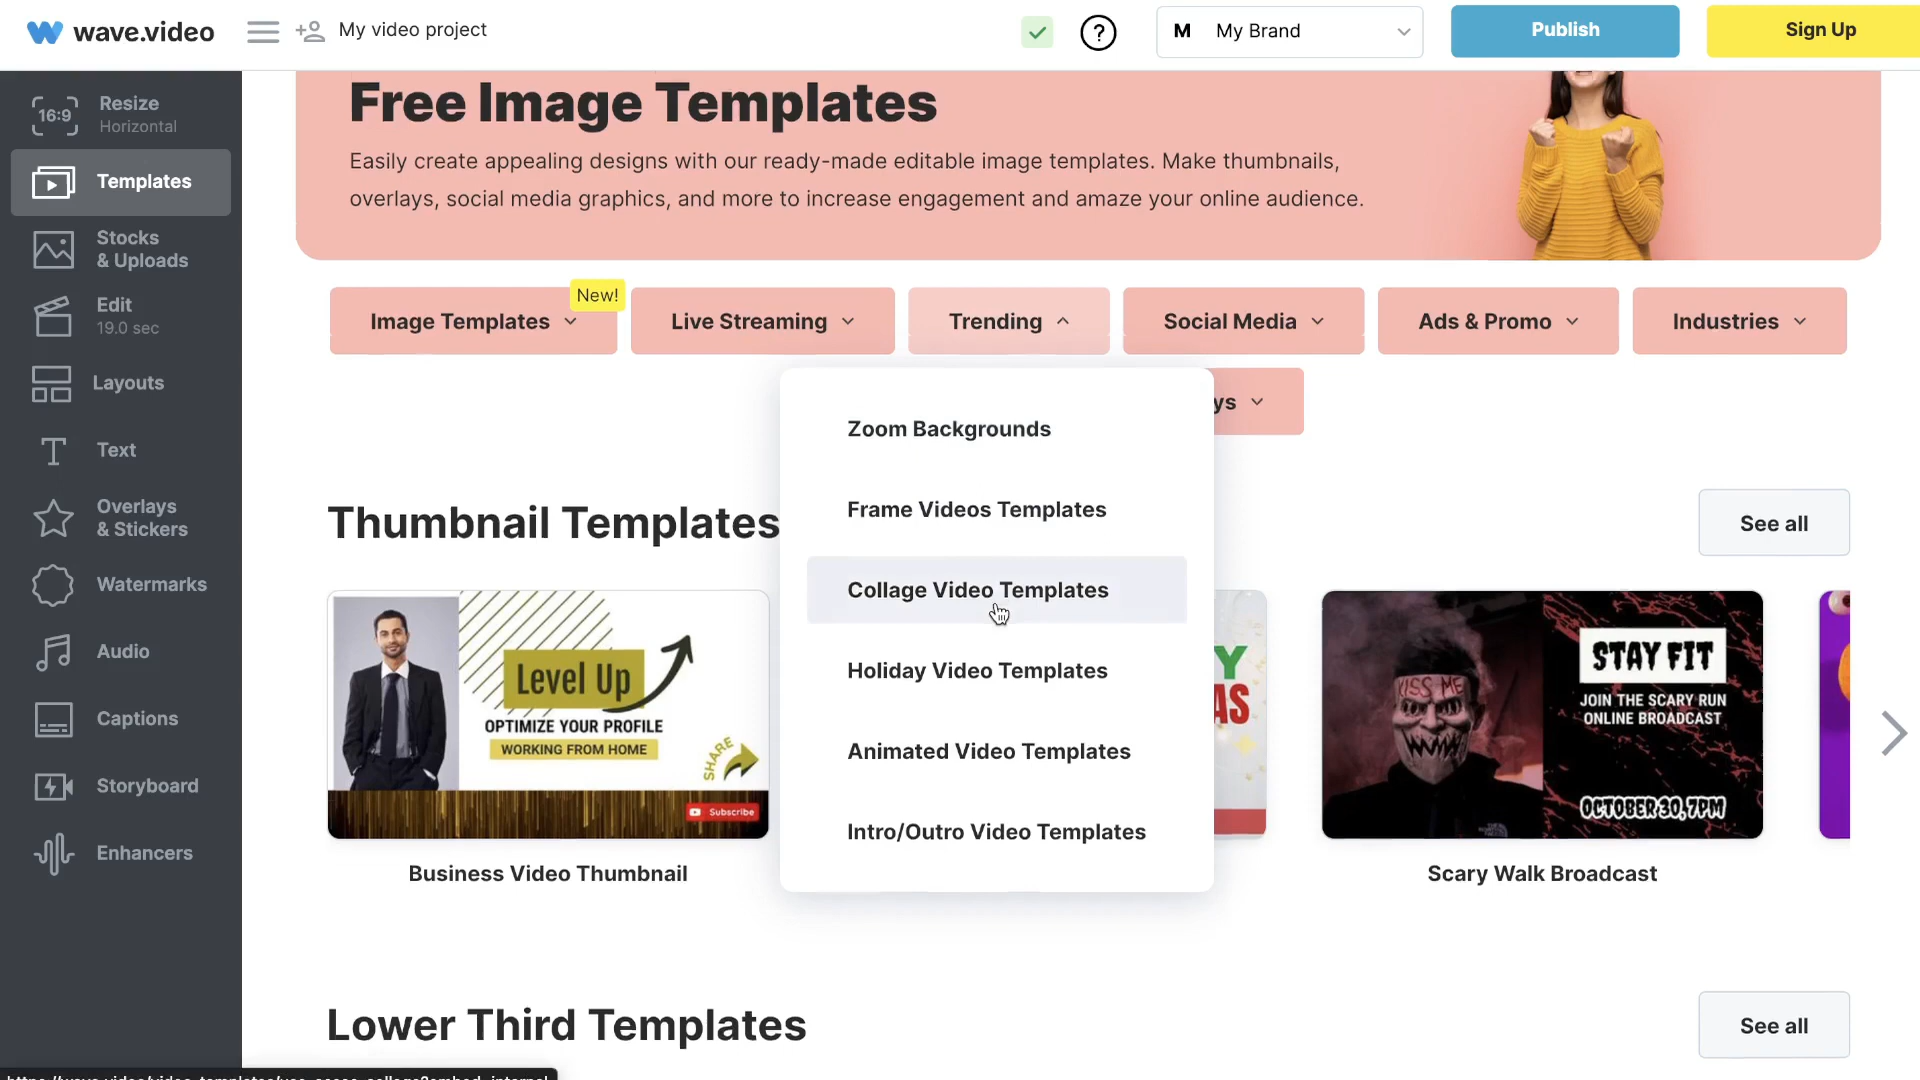 wave.video
My video project
M My Brand
Publish
Sign Up
16:9
Resize
Horizontal
Templates
Stocks
& Uploads
Edit
19.0 sec
Layouts
Text
Overlays
& Stickers
Watermarks
Audio
Captions
Storyboard
Enhancers
Free Image Templates
Easily create appealing designs with our ready-made editable image templates. Make thumbnails,
overlays, social media graphics, and more to increase engagement and amaze your online audience.
New!
Image Templates
Live Streaming
Trending
Social Media
Ads & Promo
Industries
ys
Zoom Backgrounds
Frame Videos Templates
Collage Video Templates
Holiday Video Templates
Animated Video Templates
Intro/Outro Video Templates
Thumbnail Templates
See all
Level Up
OPTIMIZE YOUR PROFILE
WORKING FROM HOME
SHARE
Subscribe
Business Video Thumbnail
Y
AS
KISS ME
STAY FIT
JOIN THE SCARY RUN
ONLINE BROADCAST
OCTOBER 30, 7PM
Scary Walk Broadcast
Lower Third Templates
See all